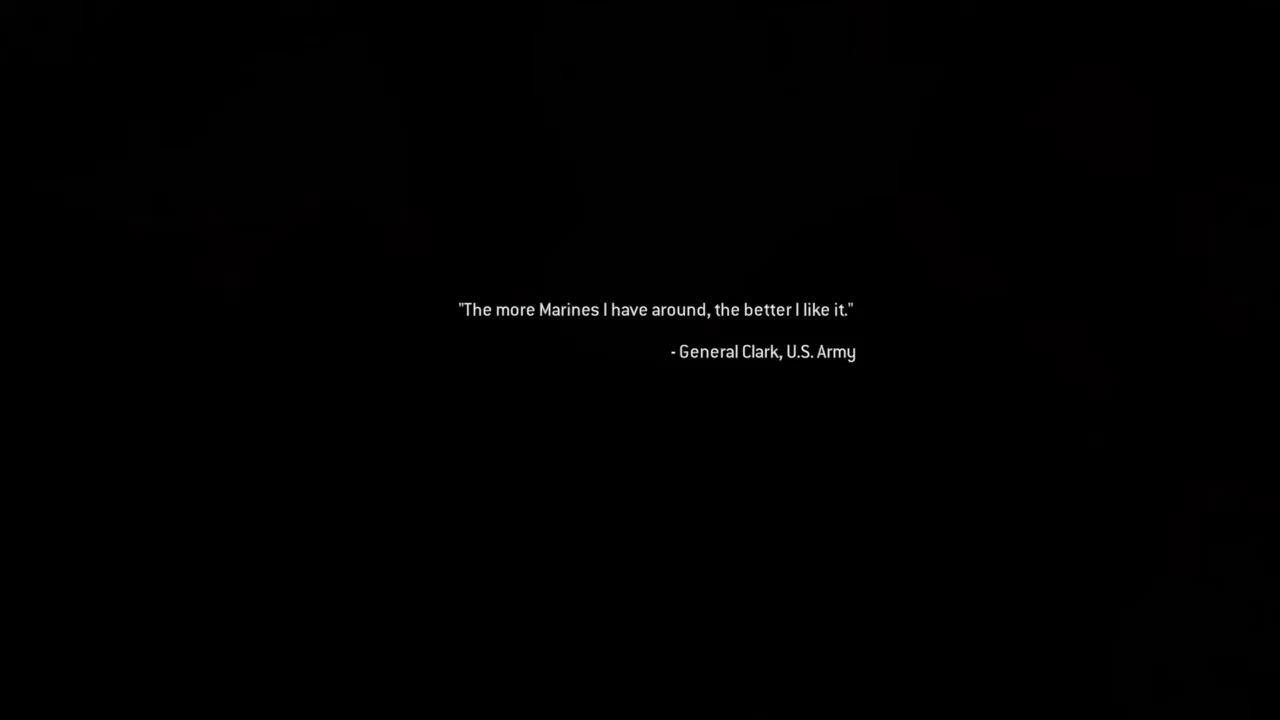 "The more Marines I have around, the better I like it."
- General Clark, U.S. Army